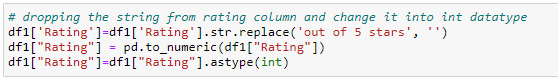 # dropping the string from rating column and change it into int datatype
df1['Rating']=df1['Rating'].str.replace('out of 5 stars', '')
df1["Rating"] = pd.to_numeric(df1["Rating"])
df1["Rating"]=df1["Rating"].astype(int)